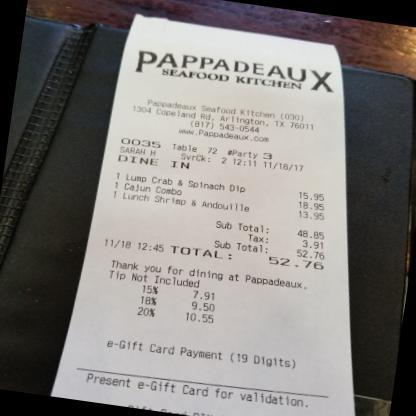 PAPPADEAUX
SEAFOOD KITCHEN
Pappadeaux Seafood Kitchen (030)
1304 Copeland Rd, Arlington, TX 76011
(817) 543-0544
www.Pappadeaux.com
0035 Table 72 #Party 3
SARAH H SvrCk: 2 12:11 11/18/17
DINE IN
1 Lump Crab & Spinach Dip 15.95
1 Cajun Combo 18.95
1 Lunch Shrimp & Andouille 13.95
Sub Total: 48.85
Tax: 3.91
Sub Total: 52.76
11/18 12:45 TOTAL: 52.76
Thank you for dining at Pappadeaux.
Tip Not Included
15% 7.91
18% 9.50
20% 10.55
e-Gift Card Payment (19 Digits)
Present e-Gift Card for validation.